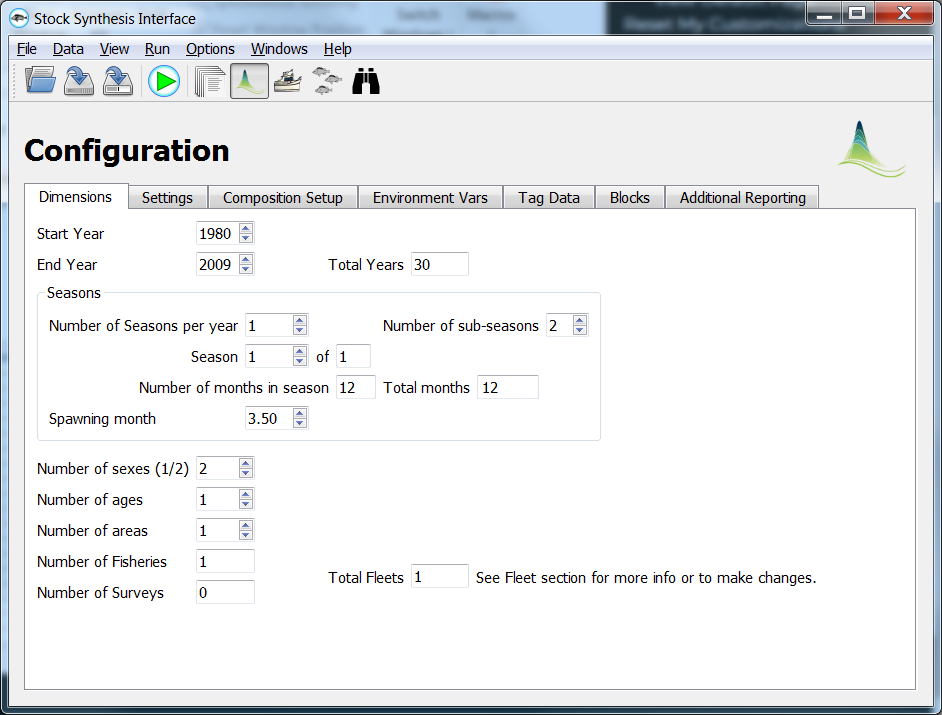 Stock Synthesis Interface
File Data View Run Options Windows Help
Configuration
Dimensions Settings Composition Setup Environment Vars Tag Data Blocks Additional Reporting
Start Year 1980
End Year 2009 Total Years 30
Seasons
Number of Seasons per year 1 Number of sub-seasons 2
Season 1 of 1
Number of months in season 12 Total months 12
Spawning month 3.50
Number of sexes (1/2) 2
Number of ages 1
Number of areas 1
Number of Fisheries 1
Total Fleets 1 See Fleet section for more info or to make changes.
Number of Surveys 0